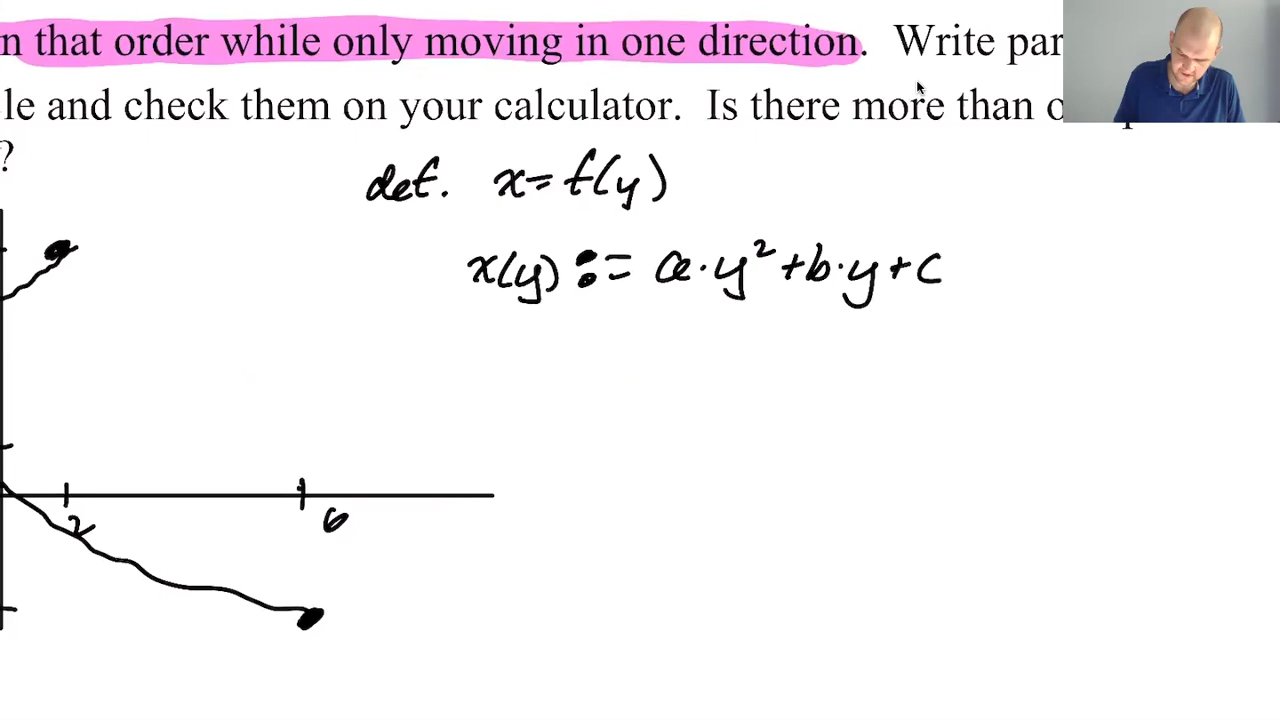 n that order while only moving in one direction. Write par
le and check them on your calculator. Is there more than o
?
def. x=f(y)
x(y):= a·y²+b·y+c
2
6